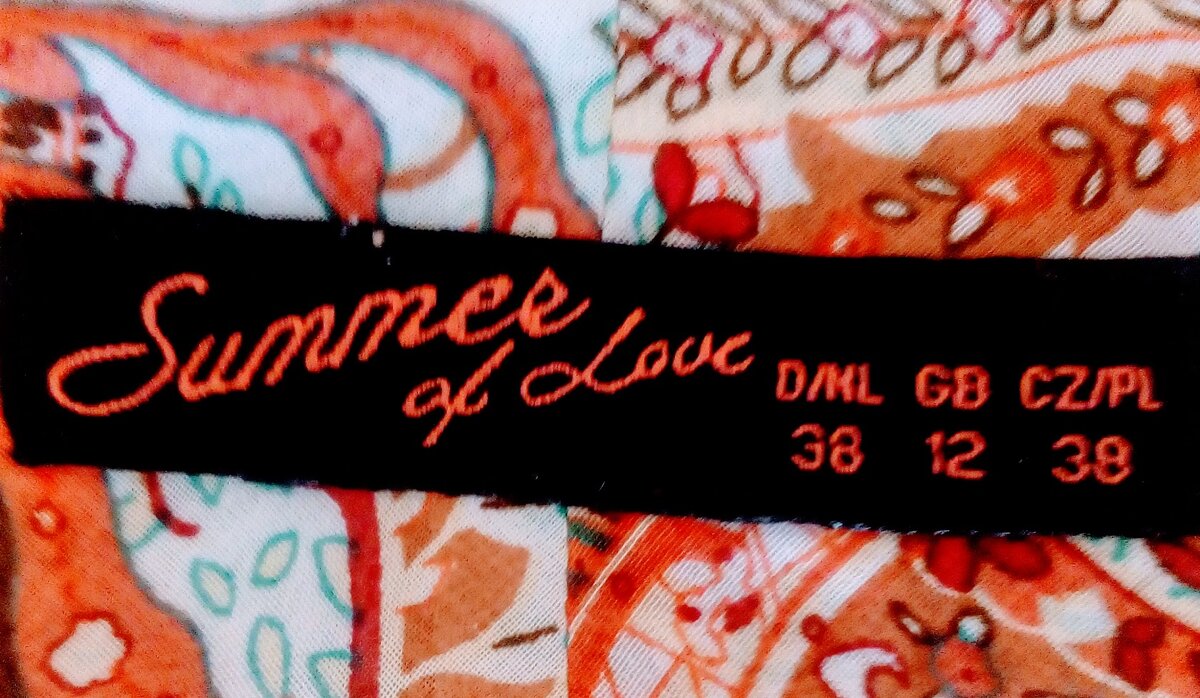 Summer
of Love
D/NL GB CZ/PL
38 12 38